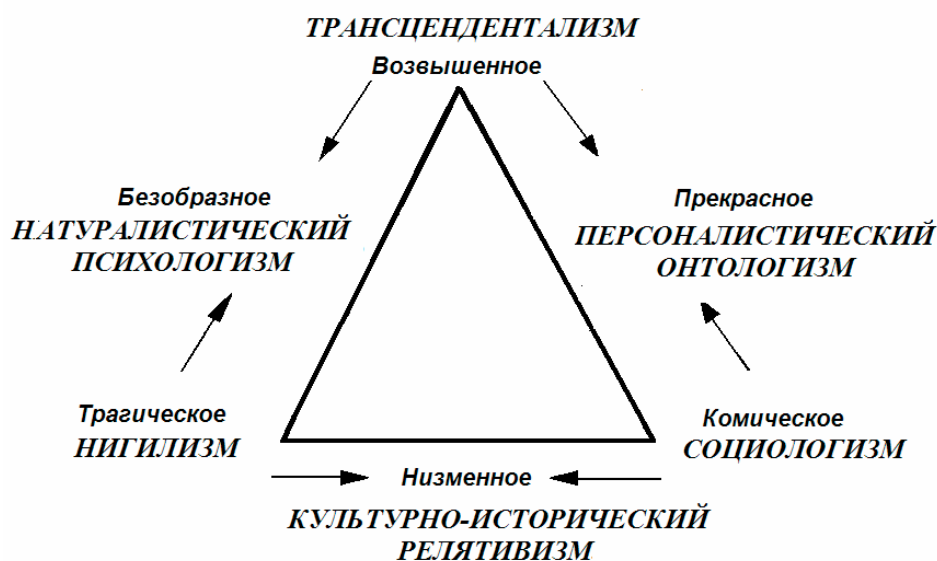 ТРАНСЦЕНДЕНТАЛИЗМ
Возвышенное
Безобразное
НАТУРАЛИСТИЧЕСКИЙ
ПСИХОЛОГИЗМ
Прекрасное
ПЕРСОНАЛИСТИЧЕСКИЙ
ОНТОЛОГИЗМ
Трагическое
НИГИЛИЗМ
Комическое
СОЦИОЛОГИЗМ
Низменное
КУЛЬТУРНО-ИСТОРИЧЕСКИЙ
РЕЛЯТИВИЗМ